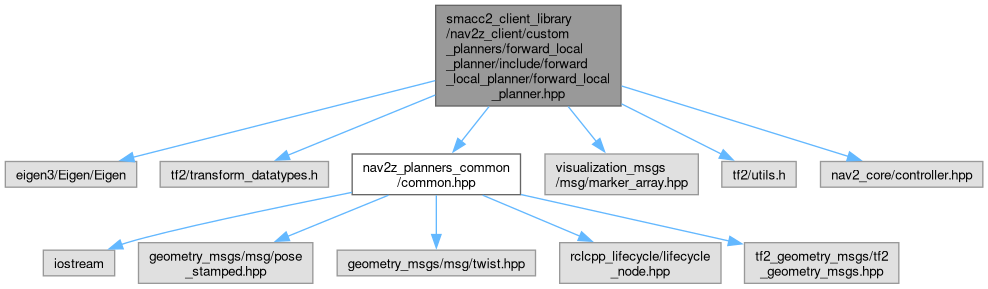 smacc2_client_library
/nav2z_client/custom
_planners/forward_local
_planner/include/forward
_local_planner/forward_local
_planner.hpp
eigen3/Eigen/Eigen
tf2/transform_datatypes.h
nav2z_planners_common
/common.hpp
visualization_msgs
/msg/marker_array.hpp
tf2/utils.h
nav2_core/controller.hpp
iostream
geometry_msgs/msg/pose
_stamped.hpp
geometry_msgs/msg/twist.hpp
rclcpp_lifecycle/lifecycle
_node.hpp
tf2_geometry_msgs/tf2
_geometry_msgs.hpp